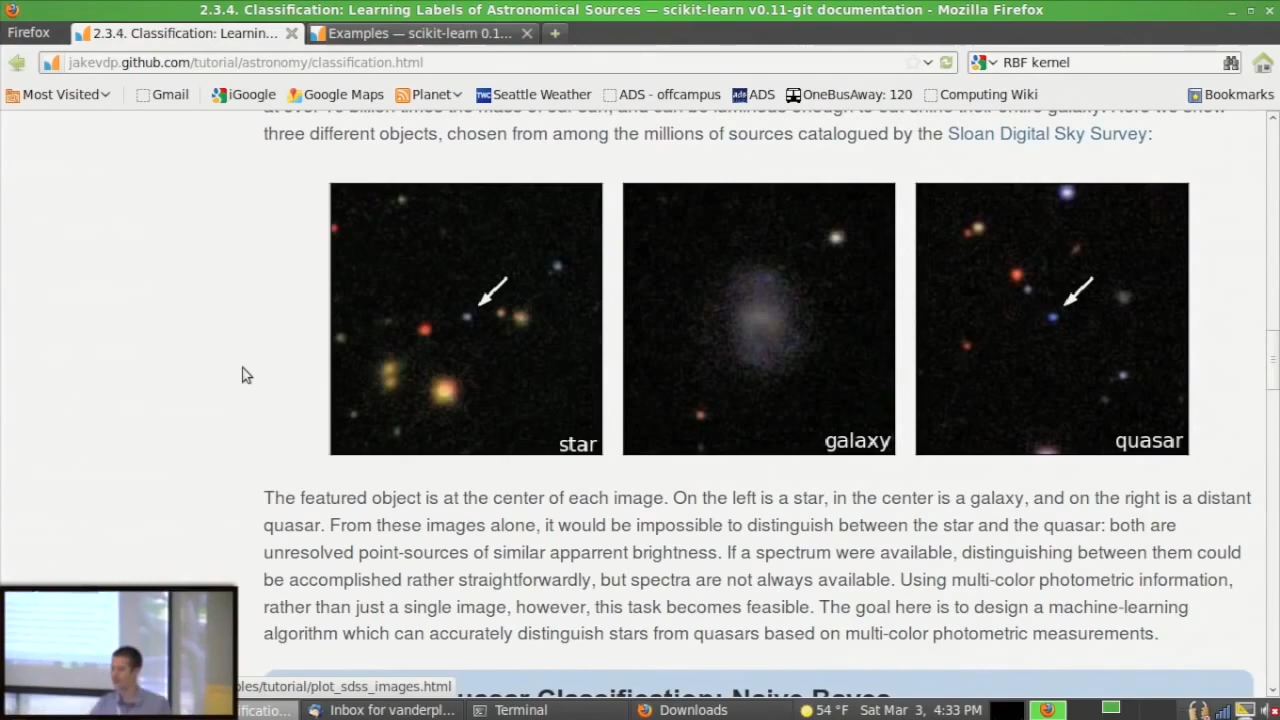 2.3.4. Classification: Learning Labels of Astronomical Sources — scikit-learn v0.11-git documentation - Mozilla Firefox
Firefox
2.3.4. Classification: Learnin...
Examples — scikit-learn 0.1...
jakevdp.github.com/tutorial/astronomy/classification.html
RBF kernel
Most Visited
Gmail
iGoogle
Google Maps
Planet
Seattle Weather
ADS - offcampus
ADS
OneBusAway: 120
Computing Wiki
Bookmarks
three different objects, chosen from among the millions of sources catalogued by the Sloan Digital Sky Survey:
star
galaxy
quasar
The featured object is at the center of each image. On the left is a star, in the center is a galaxy, and on the right is a distant
quasar. From these images alone, it would be impossible to distinguish between the star and the quasar: both are
unresolved point-sources of similar apparrent brightness. If a spectrum were available, distinguishing between them could
be accomplished rather straightforwardly, but spectra are not always available. Using multi-color photometric information,
rather than just a single image, however, this task becomes feasible. The goal here is to design a machine-learning
algorithm which can accurately distinguish stars from quasars based on multi-color photometric measurements.
Classification: Naive Bayes
les/tutorial/plot_sdss_images.html
Inbox for vanderpl...
Terminal
Downloads
54 °F
Sat Mar 3, 4:33 PM